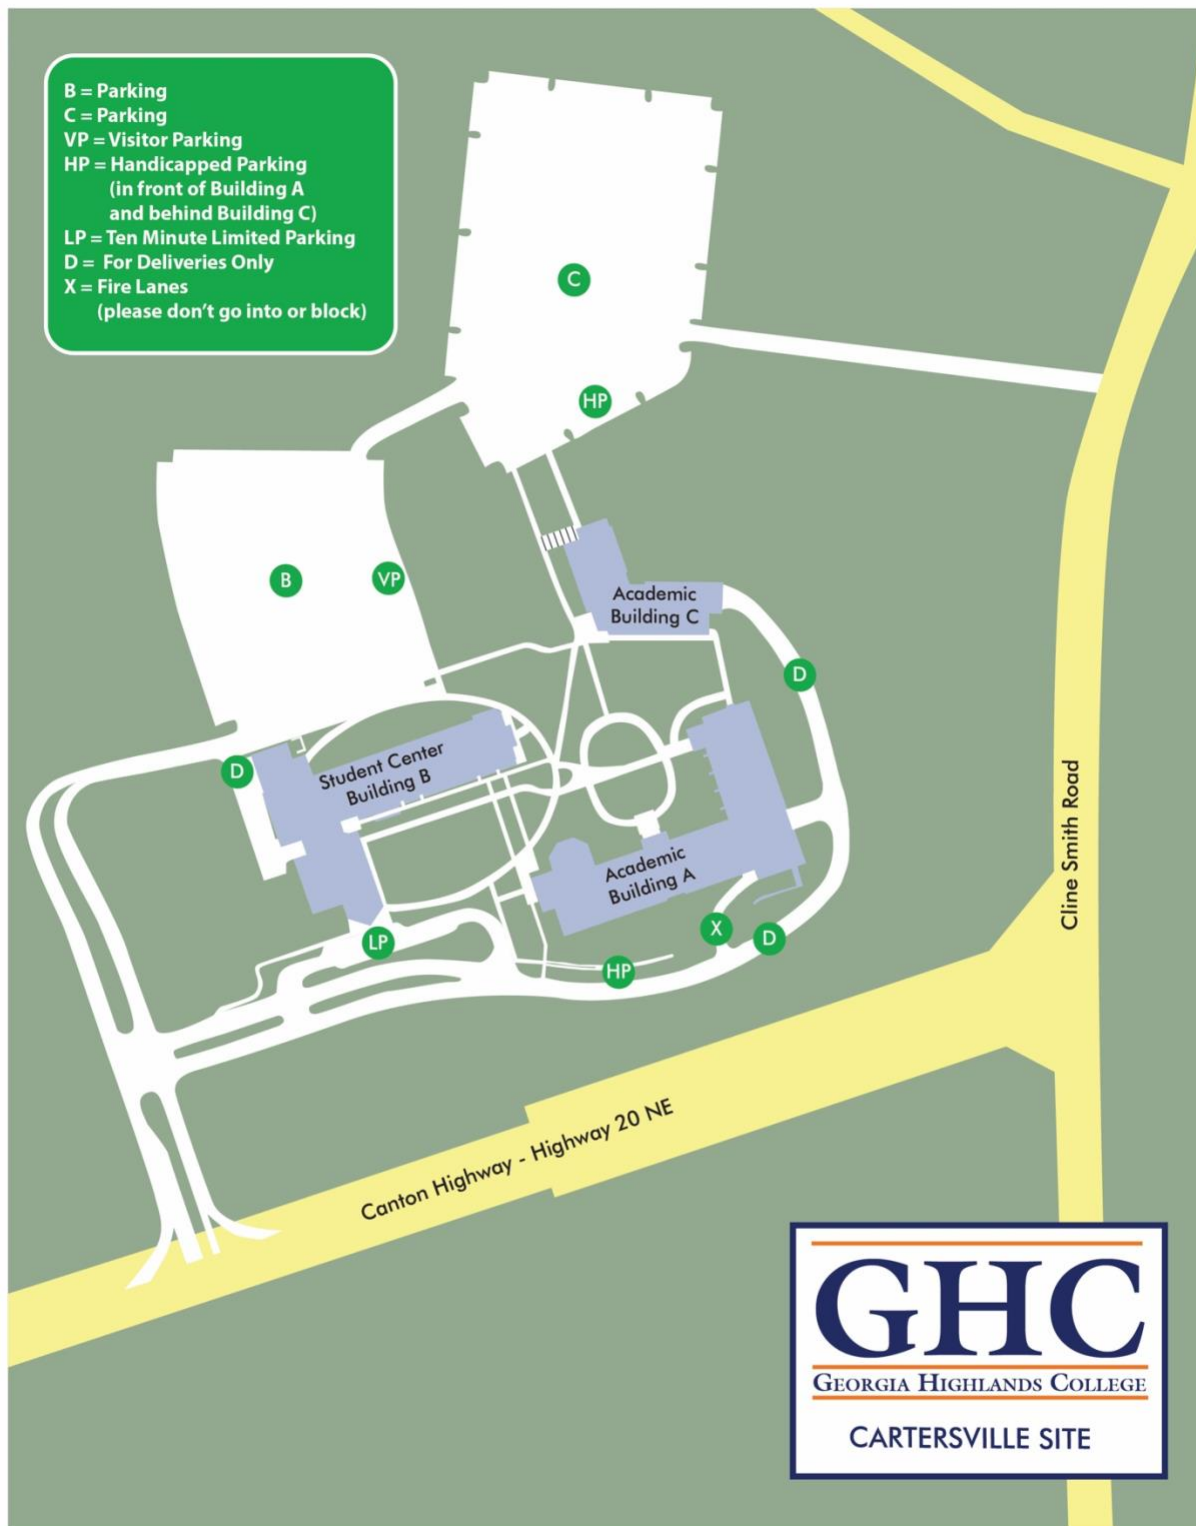 B = Parking
C = Parking
VP = Visitor Parking
HP = Handicapped Parking
(in front of Building A
and behind Building C)
LP = Ten Minute Limited Parking
D = For Deliveries Only
X = Fire Lanes
(please don't go into or block)
C
HP
B
VP
Academic
Building C
D
D
Student Center
Building B
Academic
Building A
LP
X
D
HP
Cline Smith Road
Canton Highway - Highway 20 NE
GHC
GEORGIA HIGHLANDS COLLEGE
CARTERSVILLE SITE